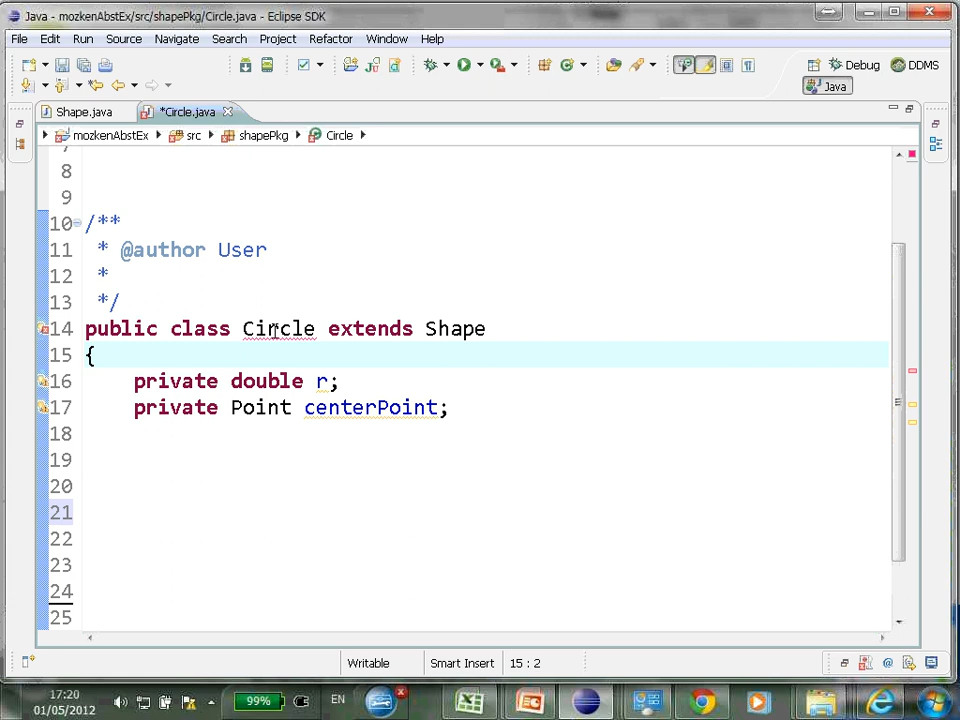 Java - mozkenAbstEx/src/shapePkg/Circle.java - Eclipse SDK
File Edit Run Source Navigate Search Project Refactor Window Help
Debug DDMS
Java
Shape.java *Circle.java
mozkenAbstEx src shapePkg Circle
8
9
10 /**
11 * @author User
12 *
13 */
14 public class Circle extends Shape
15 {
16 private double r;
17 private Point centerPoint;
18
19
20
21
22
23
24
25
Writable Smart Insert 15 : 2
17:20 99% EN
01/05/2012